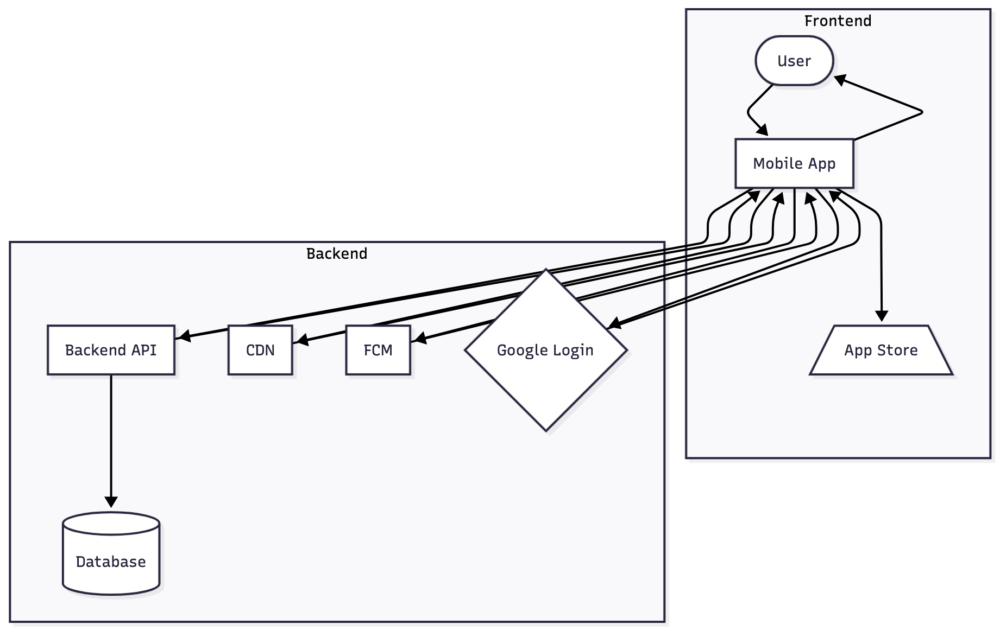 Frontend
User
Mobile App
Backend
Backend API
CDN
FCM
Google Login
App Store
Database